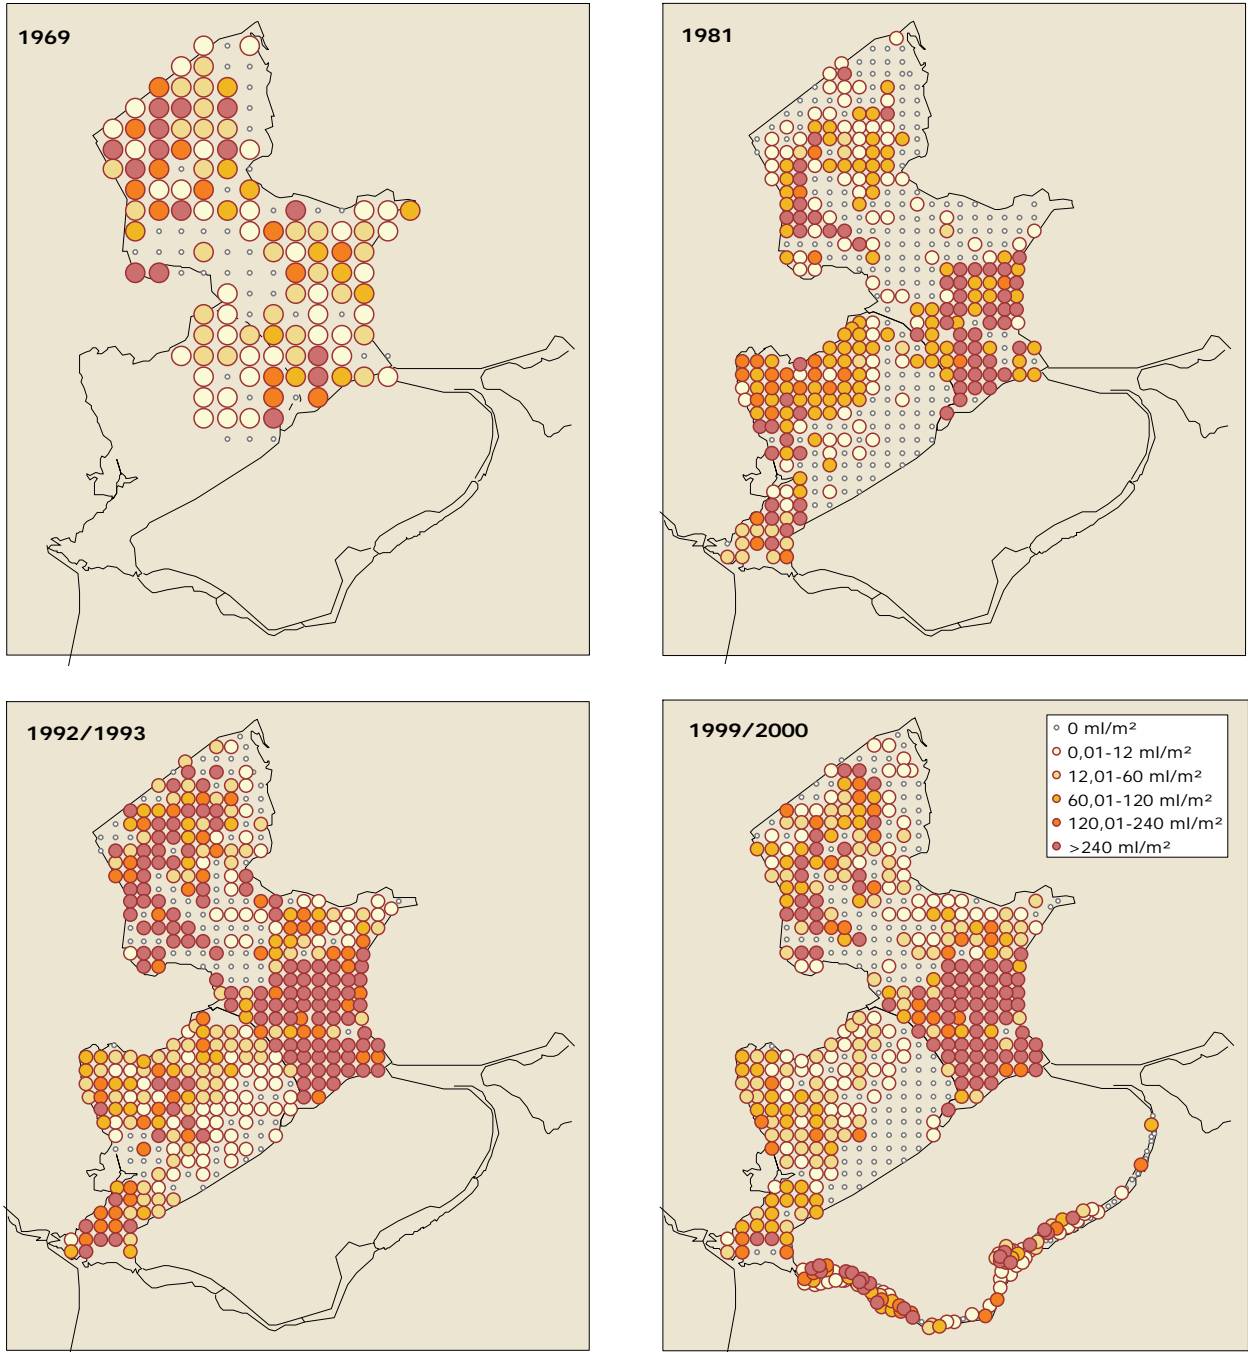 1969
1981
1992/1993
1999/2000
0 ml/m²
0,01-12 ml/m²
12,01-60 ml/m²
60,01-120 ml/m²
120,01-240 ml/m²
>240 ml/m²